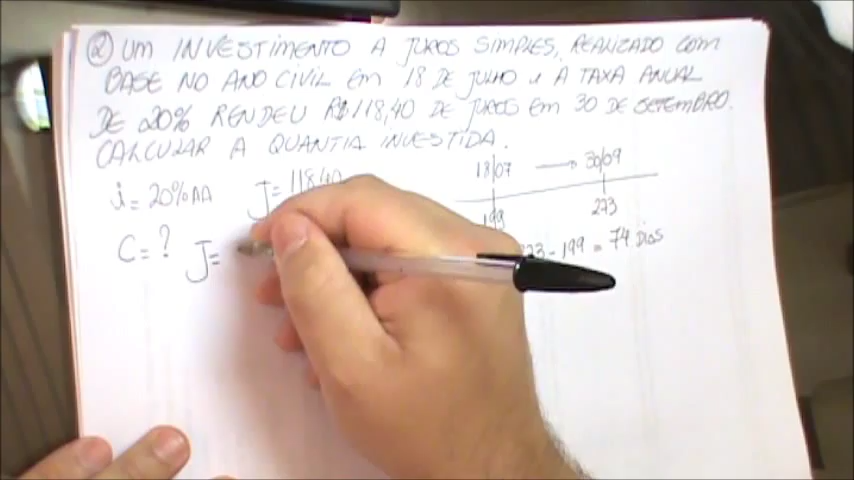 ② UM INVESTIMENTO A JUROS SIMPLES, REALIZADO COM
BASE NO ANO CIVIL EM 18 DE JULHO E A TAXA ANUAL
DE 20% RENDEU R$118,40 DE JUROS EM 30 DE SETEMBRO.
CALCULAR A QUANTIA INVESTIDA.
18/07 → 30/09
i = 20% AA J = 118,40
199 273
C = ? J =
273 - 199 = 74 DIAS